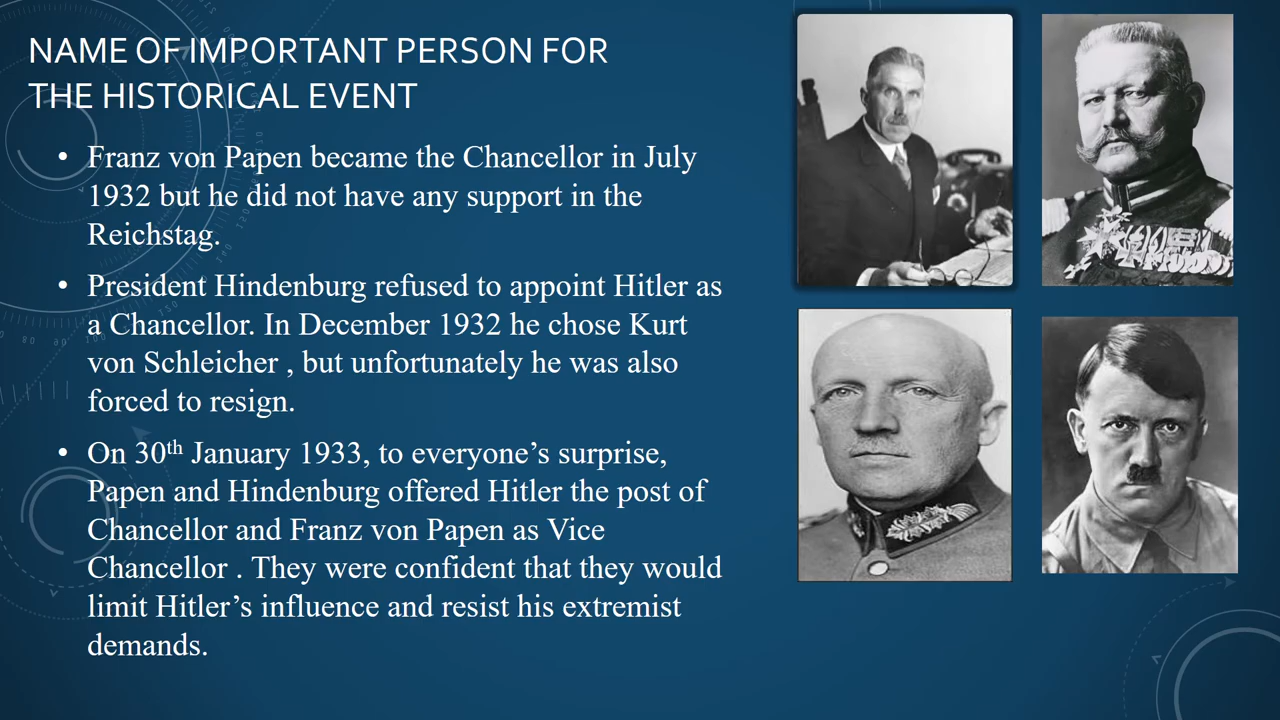 NAME OF IMPORTANT PERSON FOR
THE HISTORICAL EVENT
• Franz von Papen became the Chancellor in July
1932 but he did not have any support in the
Reichstag.
• President Hindenburg refused to appoint Hitler as
a Chancellor. In December 1932 he chose Kurt
von Schleicher , but unfortunately he was also
forced to resign.
• On 30th January 1933, to everyone’s surprise,
Papen and Hindenburg offered Hitler the post of
Chancellor and Franz von Papen as Vice
Chancellor . They were confident that they would
limit Hitler’s influence and resist his extremist
demands.